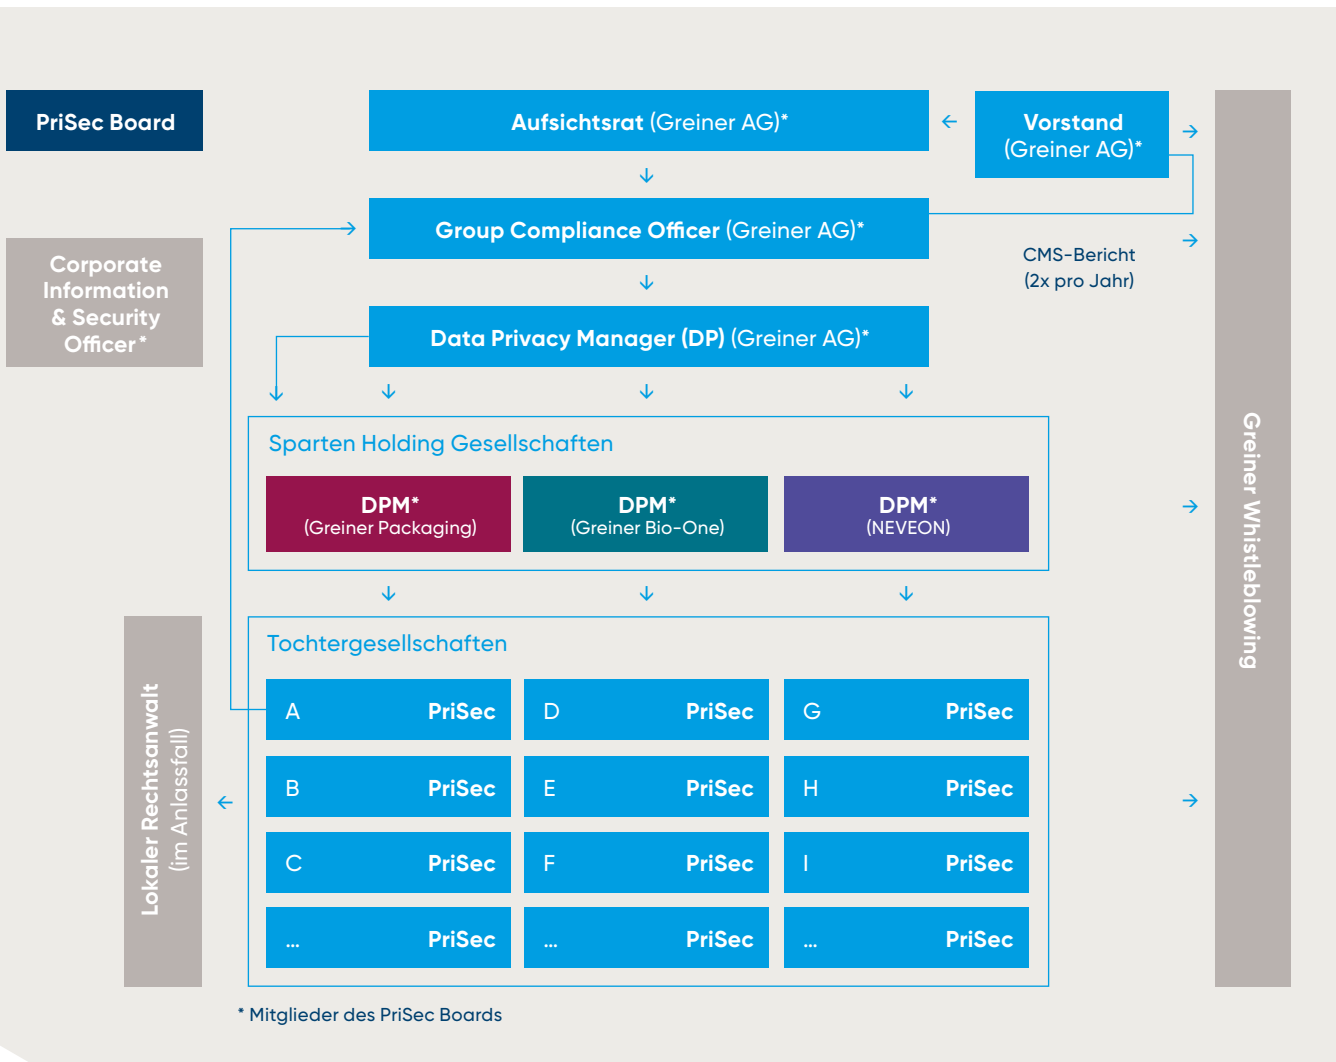 PriSec Board
Aufsichtsrat (Greiner AG)*
Vorstand
(Greiner AG)*
Group Compliance Officer (Greiner AG)*
CMS-Bericht
(2x pro Jahr)
Corporate
Information
& Security
Officer*
Data Privacy Manager (DP) (Greiner AG)*
Sparten Holding Gesellschaften
DPM*
(Greiner Packaging)
DPM*
(Greiner Bio-One)
DPM*
(NEVEON)
Greiner Whistleblowing
Tochtergesellschaften
A PriSec
D PriSec
G PriSec
B PriSec
E PriSec
H PriSec
C PriSec
F PriSec
I PriSec
... PriSec
... PriSec
... PriSec
Lokaler Rechtsanwalt
(im Anlassfall)
* Mitglieder des PriSec Boards